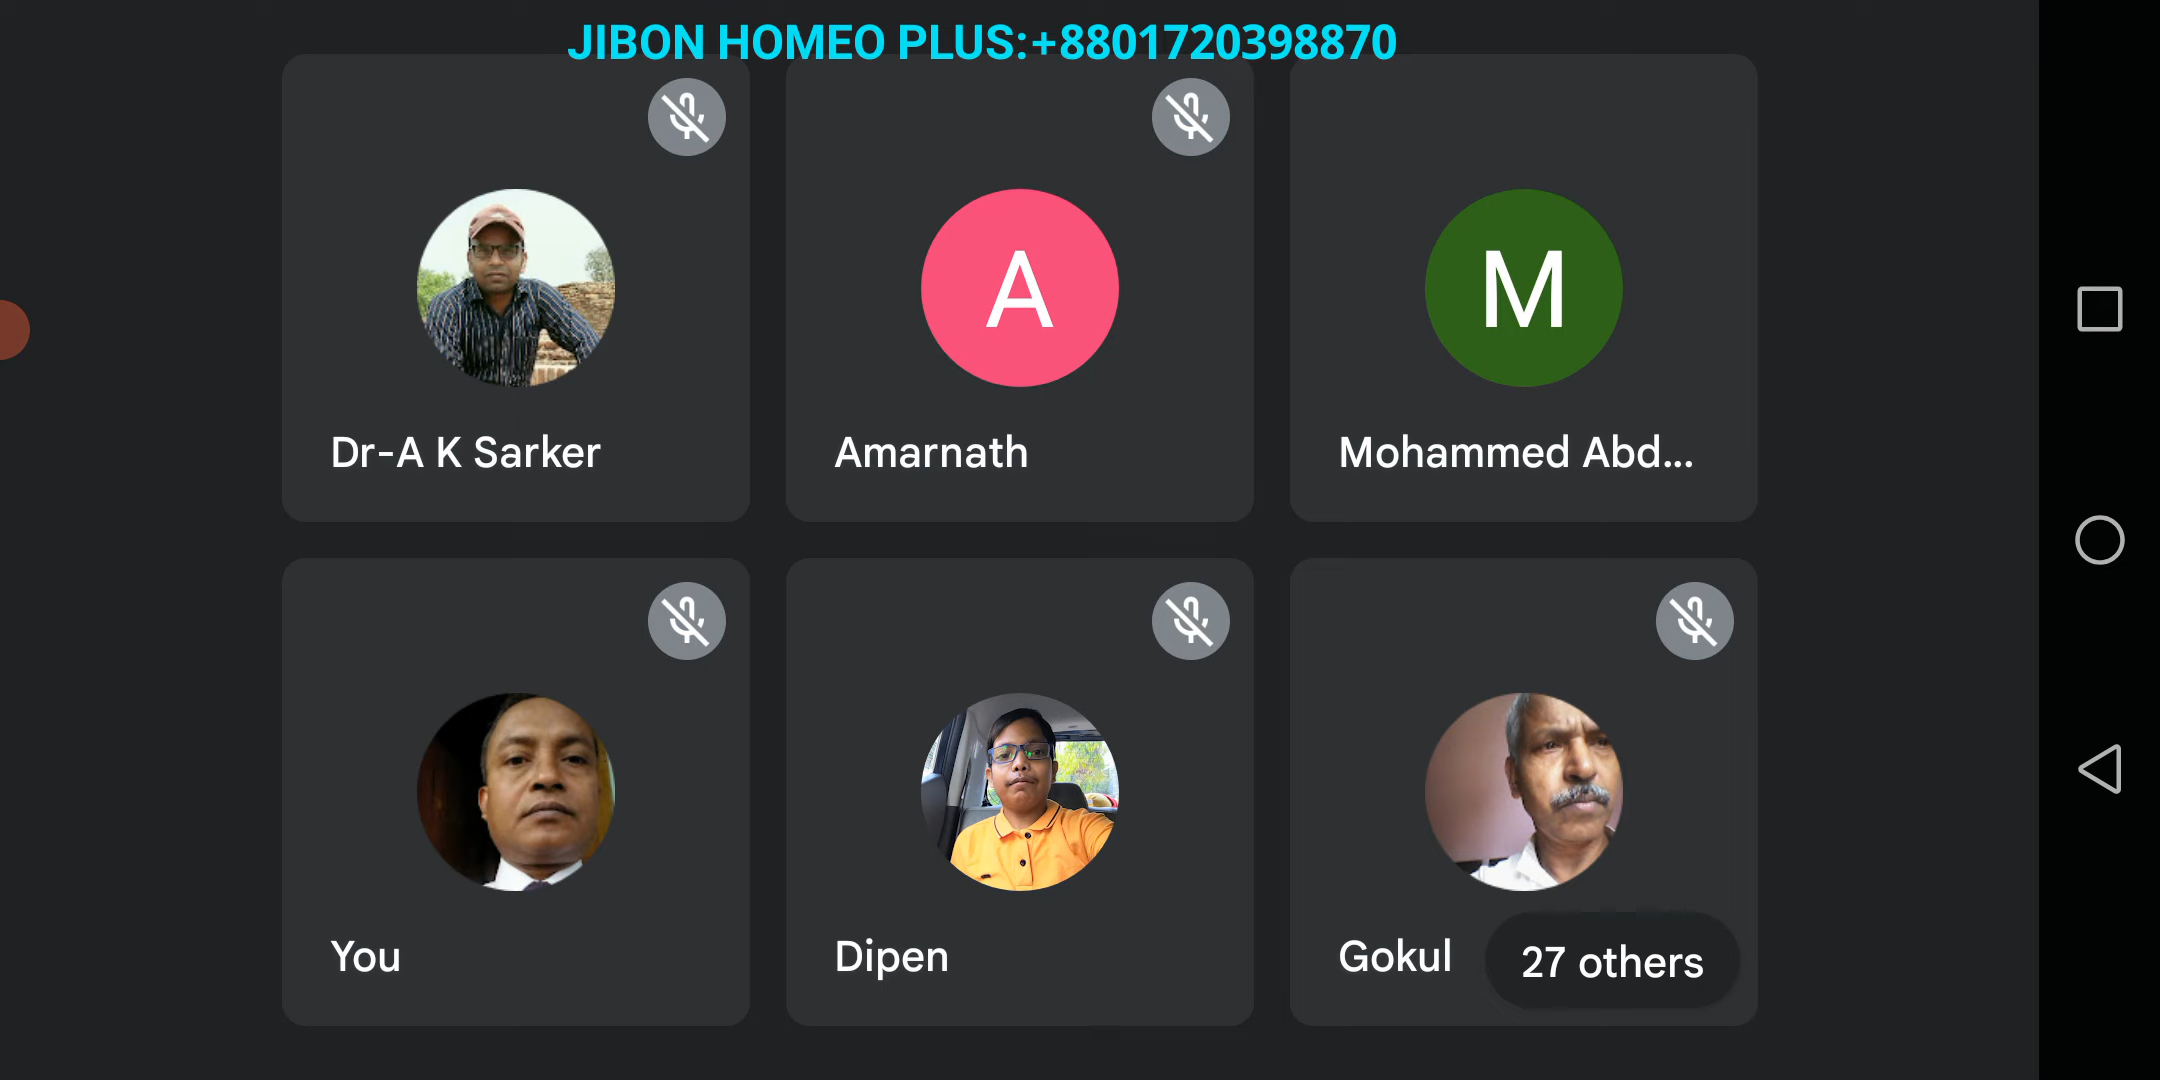 JIBON HOMEO PLUS:+8801720398870
A
M
Dr-A K Sarker
Amarnath
Mohammed Abd...
You
Dipen
Gokul
27 others